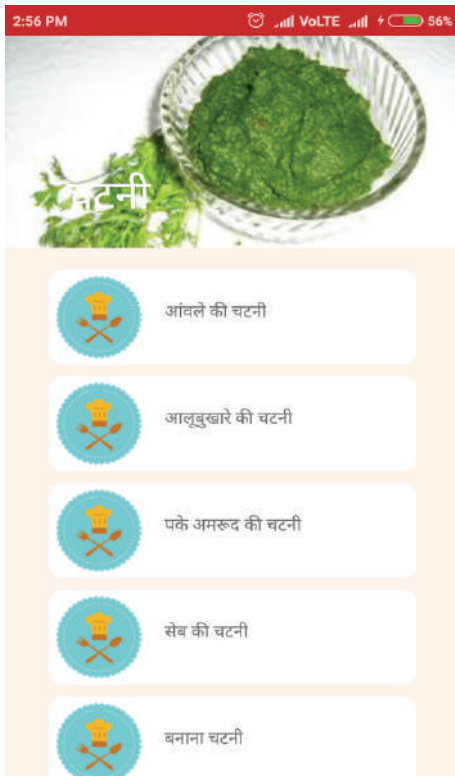 2:56 PM VoLTE 56%
चटनी
आंवले की चटनी
आलूबुखारे की चटनी
पके अमरूद की चटनी
सेब की चटनी
बनाना चटनी